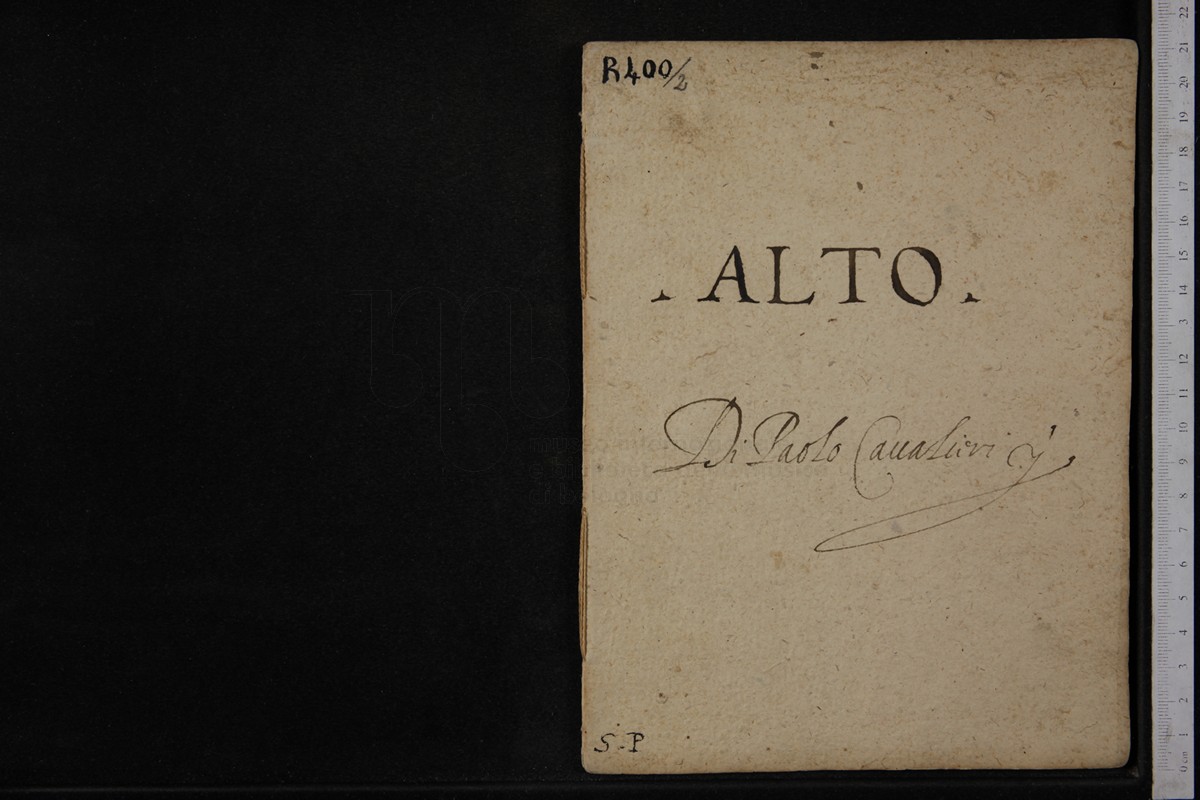 R400/2
. ALTO .
Di Paolo Caualieri
S. P